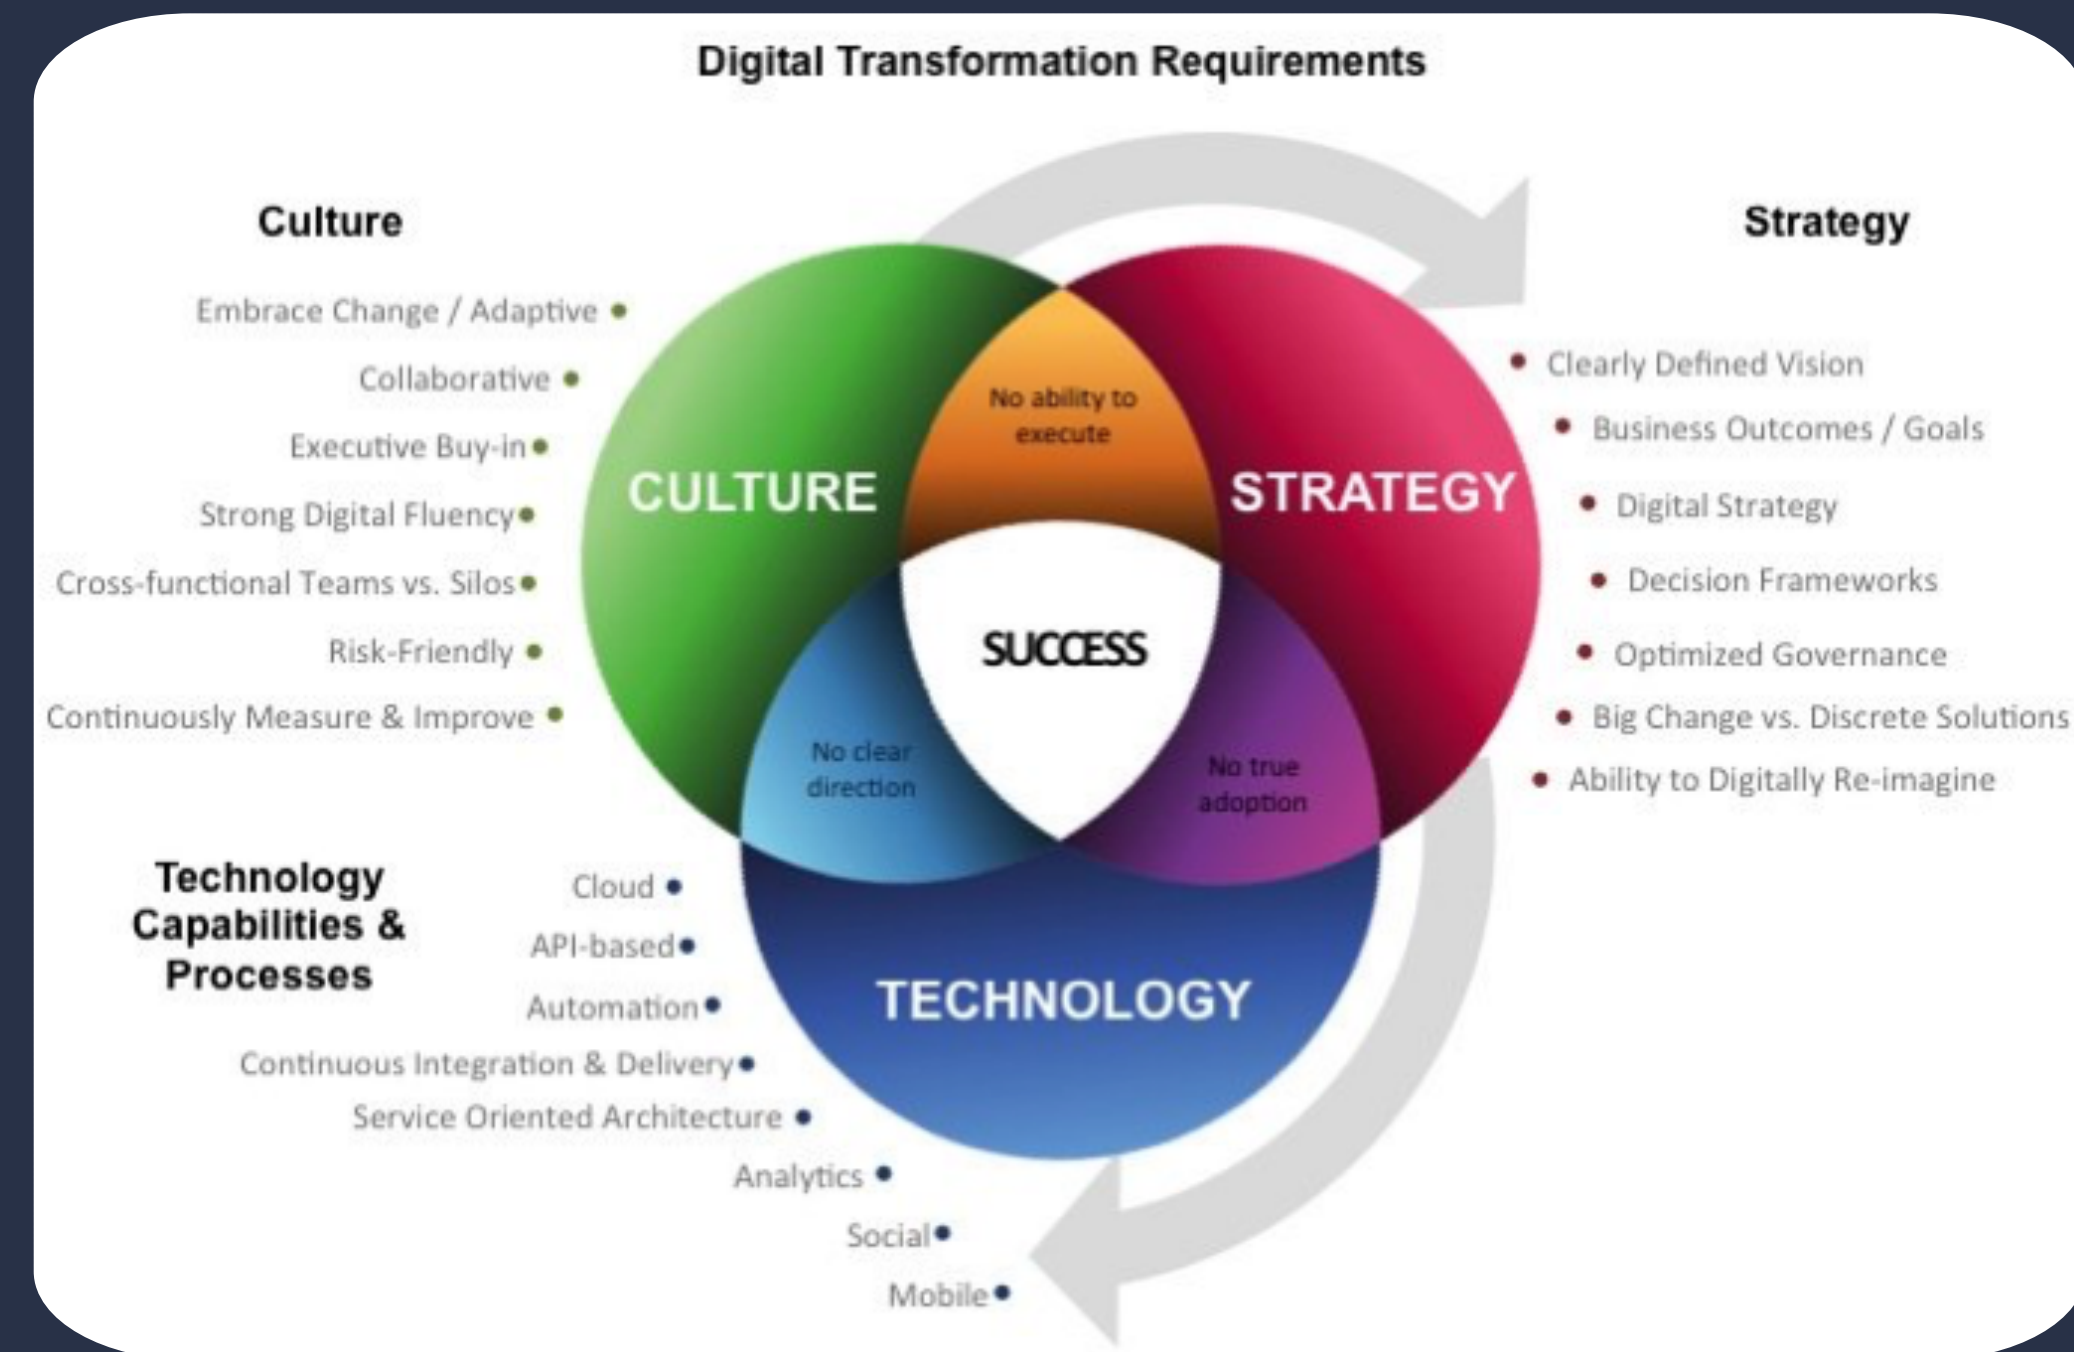 Digital Transformation Requirements
Culture
Embrace Change / Adaptive
Collaborative
Executive Buy-in
Strong Digital Fluency
Cross-functional Teams vs. Silos
Risk-Friendly
Continuously Measure & Improve
CULTURE
No ability to
execute
STRATEGY
SUCCESS
No clear
direction
No true
adoption
TECHNOLOGY
Strategy
Clearly Defined Vision
Business Outcomes / Goals
Digital Strategy
Decision Frameworks
Optimized Governance
Big Change vs. Discrete Solutions
Ability to Digitally Re-imagine
Technology
Capabilities &
Processes
Cloud
API-based
Automation
Continuous Integration & Delivery
Service Oriented Architecture
Analytics
Social
Mobile